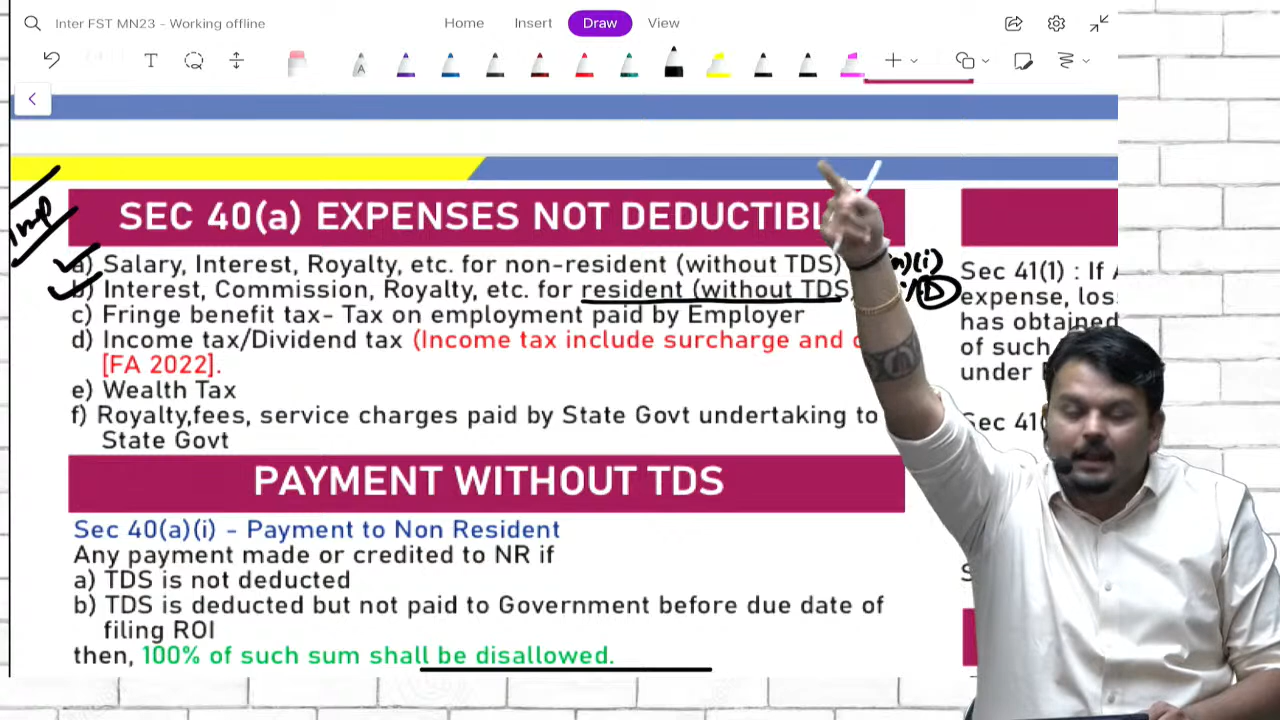 Inter FST MN23 - Working offline
Home Insert Draw View
Imp
SEC 40(a) EXPENSES NOT DEDUCTIBL
a) Salary, Interest, Royalty, etc. for non-resident (without TDS)
b) Interest, Commission, Royalty, etc. for resident (without TDS
c) Fringe benefit tax- Tax on employment paid by Employer
d) Income tax/Dividend tax (Income tax include surcharge and
[FA 2022].
e) Wealth Tax
f) Royalty,fees, service charges paid by State Govt undertaking to
State Govt
PAYMENT WITHOUT TDS
Sec 40(a)(i) - Payment to Non Resident
Any payment made or credited to NR if
a) TDS is not deducted
b) TDS is deducted but not paid to Government before due date of
filing ROI
then, 100% of such sum shall be disallowed.
Sec 41(1) : If
expense, los
has obtained
of such
under
Sec 41(